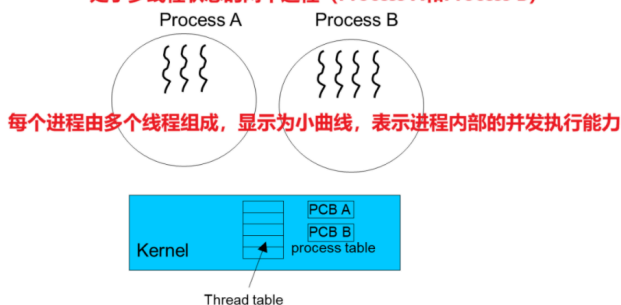 Process A
Process B
每个进程由多个线程组成，显示为小曲线，表示进程内部的并发执行能力
PCB A
PCB B
Kernel
process table
Thread table